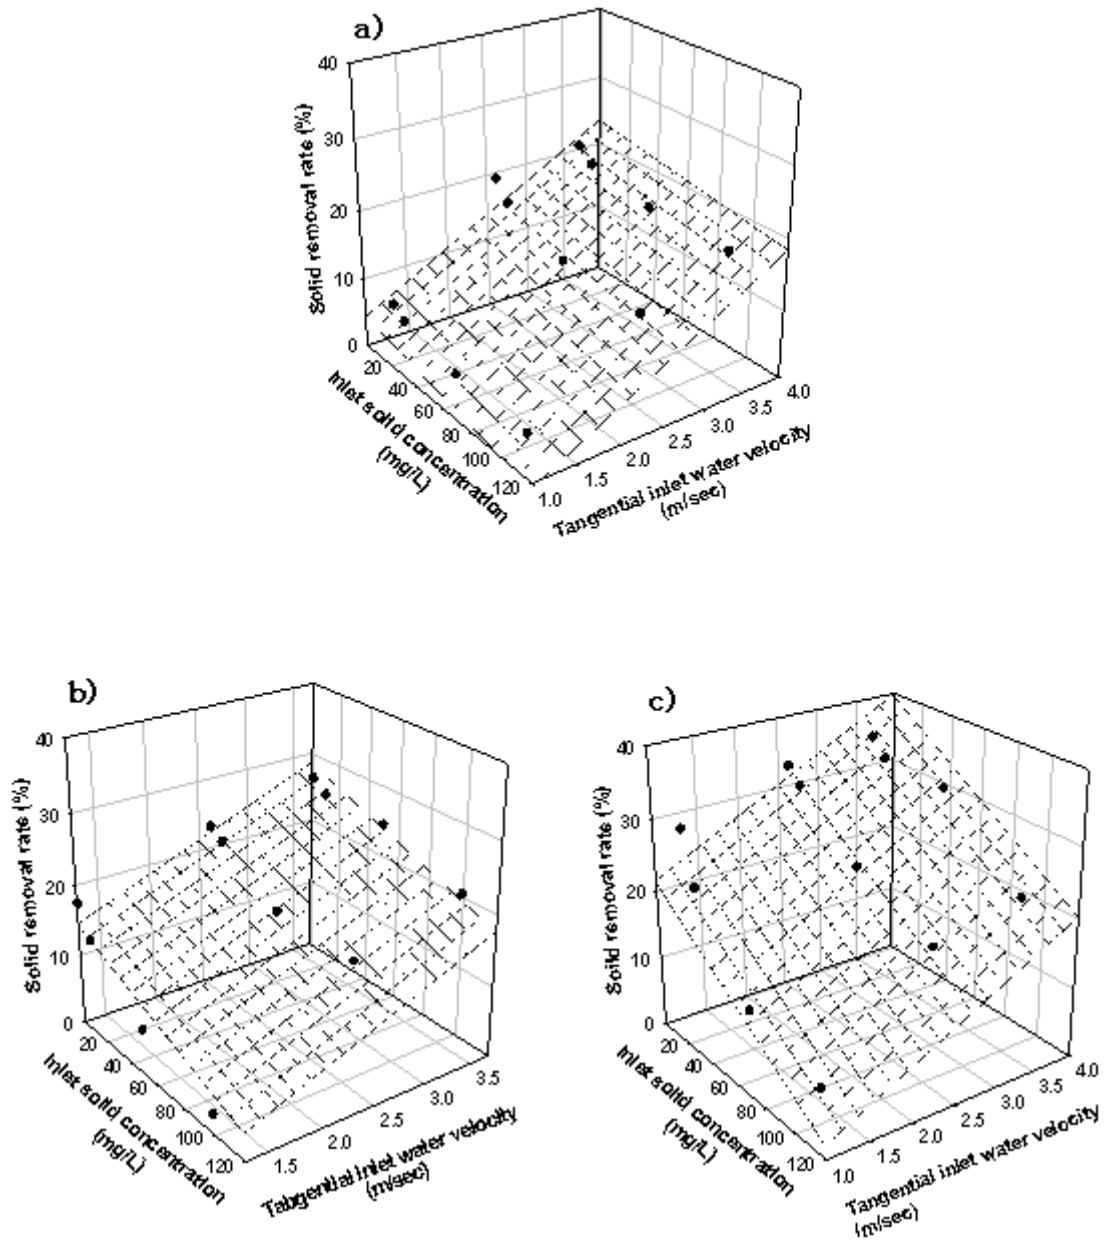 a)
40
30
20
10
0
Solid removal rate (%)
20
40
60
80
100
120
Inlet solid concentration
(mg/L)
1.0
1.5
2.0
2.5
3.0
3.5
4.0
Tangential inlet water velocity
(m/sec)
b)
40
30
20
10
0
Solid removal rate (%)
20
40
60
80
100
120
Inlet solid concentration
(mg/L)
1.5
2.0
2.5
3.0
3.5
Tabgential inlet water velocity
(m/sec)
c)
40
30
20
10
0
Solid removal rate (%)
20
40
60
80
100
120
Inlet solid concentration
(mg/L)
1.0
1.5
2.0
2.5
3.0
3.5
4.0
Tangential inlet water velocity
(m/sec)